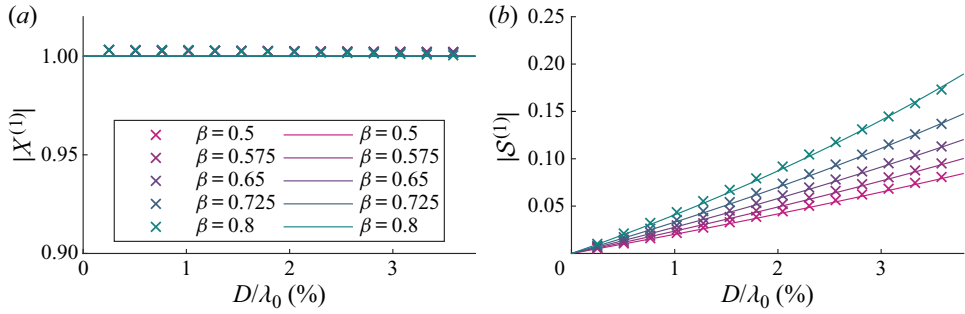 (a)
1.00
0.95
0.90
|X⁽¹⁾|
β = 0.5 β = 0.5
β = 0.575 β = 0.575
β = 0.65 β = 0.65
β = 0.725 β = 0.725
β = 0.8 β = 0.8
0 1 2 3
D/λ₀ (%)
(b)
0.25
0.20
0.15
0.10
0.05
|𝒮⁽¹⁾|
0 1 2 3
D/λ₀ (%)